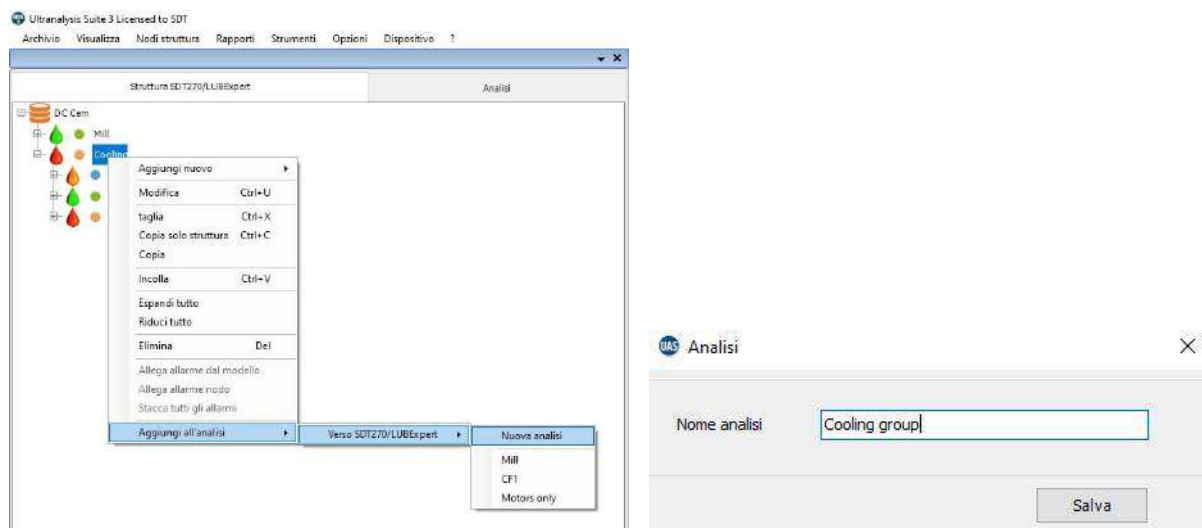 Ultranalysis Suite 3 Licensed to SDT
Archivio Visualizza Nodi struttura Rapporti Strumenti Opzioni Dispositivo ?
Struttura SDT270/LUBExpert Analisi
DC Cem
Mill
Cooling
Aggiungi nuovo
Modifica Ctrl+U
taglia Ctrl+X
Copia solo struttura Ctrl+C
Copia
Incolla Ctrl+V
Espandi tutto
Riduci tutto
Elimina Del
Allega allarme dal modello
Allega allarme nodo
Stacca tutti gli allarmi
Aggiungi all'analisi Verso SDT270/LUBExpert Nuova analisi
Mill
CF1
Motors only
UAS Analisi
Nome analisi Cooling group
Salva